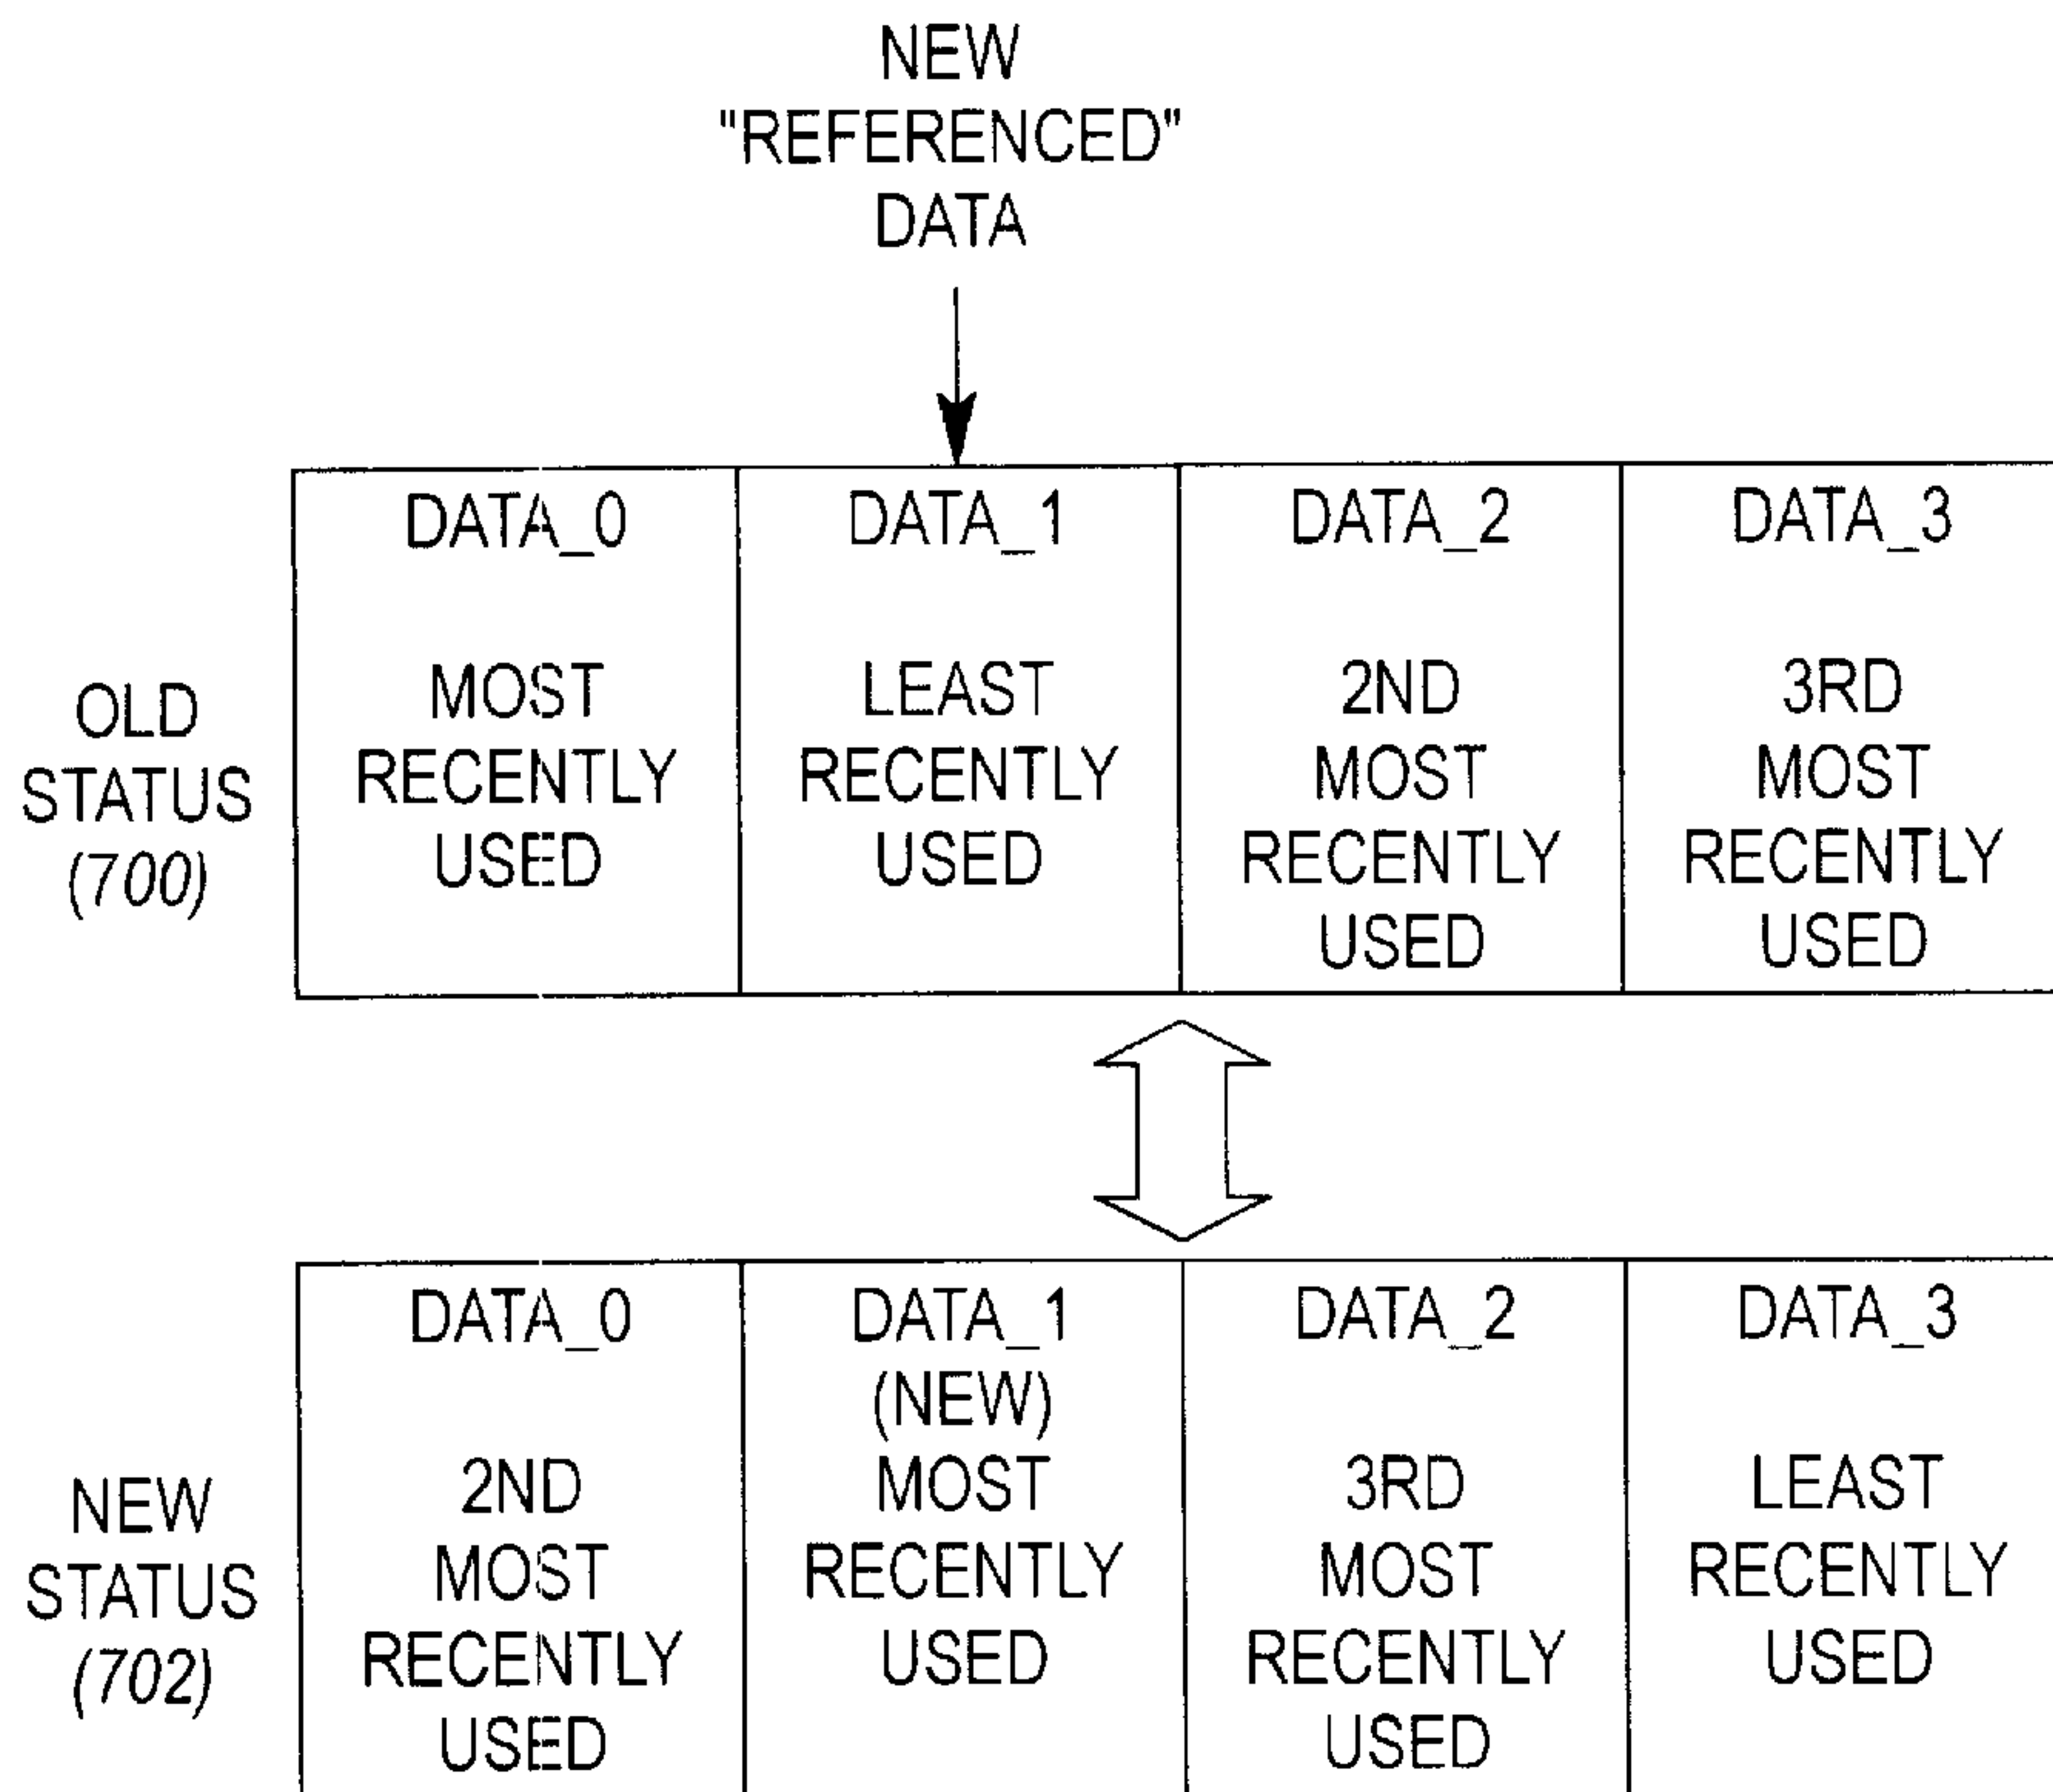 NEW
"REFERENCED"
DATA
DATA_0 DATA_1 DATA_2 DATA_3
OLD
STATUS
(700)
MOST
RECENTLY
USED
LEAST
RECENTLY
USED
2ND
MOST
RECENTLY
USED
3RD
MOST
RECENTLY
USED
DATA_0 DATA_1 DATA_2 DATA_3
(NEW)
NEW
STATUS
(702)
2ND
MOST
RECENTLY
USED
MOST
RECENTLY
USED
3RD
MOST
RECENTLY
USED
LEAST
RECENTLY
USED